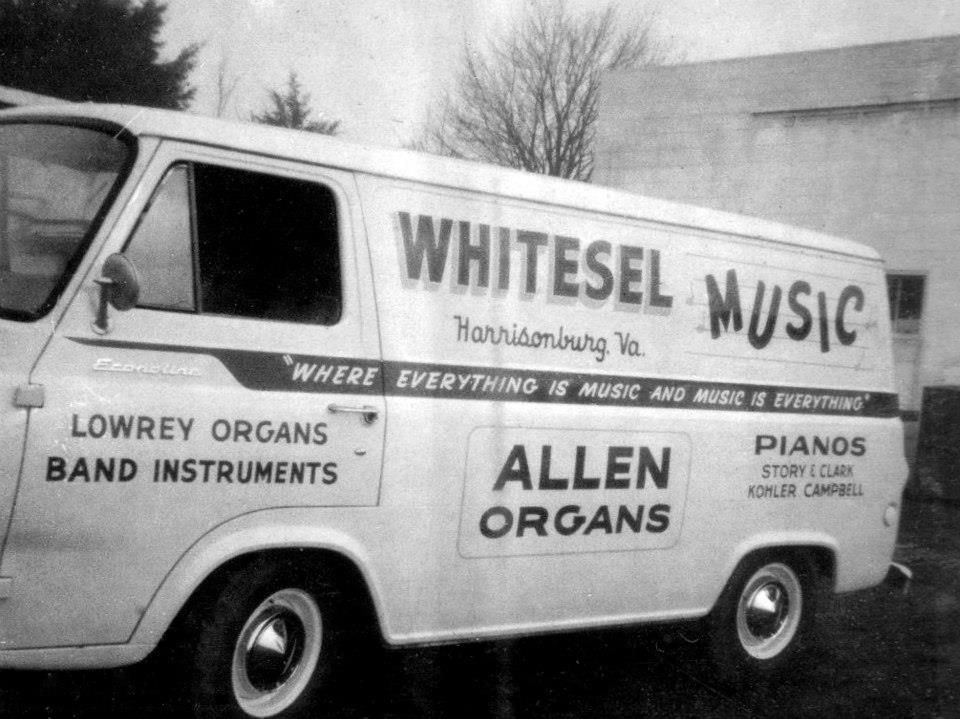 WHITESEL MUSIC
Harrisonburg, Va.
Econoline
"WHERE EVERYTHING IS MUSIC AND MUSIC IS EVERYTHING"
LOWREY ORGANS
BAND INSTRUMENTS
ALLEN
ORGANS
PIANOS
STORY & CLARK
KOHLER CAMPBELL